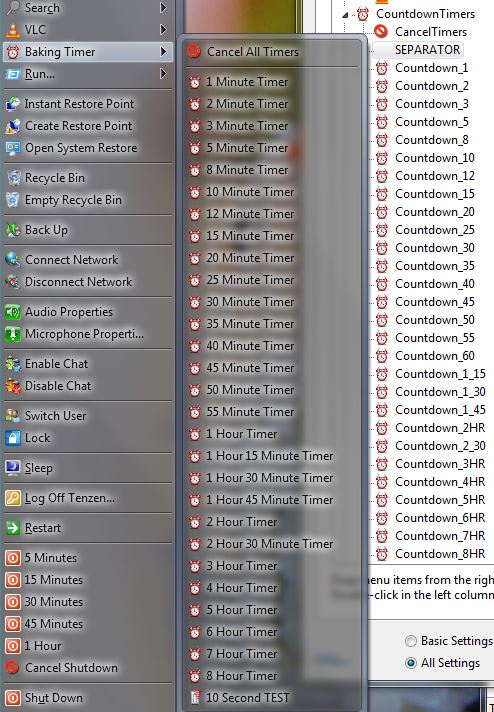 Search
VLC
Baking Timer
Run...
Instant Restore Point
Create Restore Point
Open System Restore
Recycle Bin
Empty Recycle Bin
Back Up
Connect Network
Disconnect Network
Audio Properties
Microphone Properti...
Enable Chat
Disable Chat
Switch User
Lock
Sleep
Log Off Tenzen...
Restart
5 Minutes
15 Minutes
30 Minutes
45 Minutes
1 Hour
Cancel Shutdown
Shut Down
Cancel All Timers
1 Minute Timer
2 Minute Timer
3 Minute Timer
5 Minute Timer
8 Minute Timer
10 Minute Timer
12 Minute Timer
15 Minute Timer
20 Minute Timer
25 Minute Timer
30 Minute Timer
35 Minute Timer
40 Minute Timer
45 Minute Timer
50 Minute Timer
55 Minute Timer
1 Hour Timer
1 Hour 15 Minute Timer
1 Hour 30 Minute Timer
1 Hour 45 Minute Timer
2 Hour Timer
2 Hour 30 Minute Timer
3 Hour Timer
4 Hour Timer
5 Hour Timer
6 Hour Timer
7 Hour Timer
8 Hour Timer
10 Second TEST
CountdownTimers
CancelTimers
SEPARATOR
Countdown_1
Countdown_2
Countdown_3
Countdown_5
Countdown_8
Countdown_10
Countdown_12
Countdown_15
Countdown_20
Countdown_25
Countdown_30
Countdown_35
Countdown_40
Countdown_45
Countdown_50
Countdown_55
Countdown_60
Countdown_1_15
Countdown_1_30
Countdown_1_45
Countdown_2HR
Countdown_2_30
Countdown_3HR
Countdown_4HR
Countdown_5HR
Countdown_6HR
Countdown_7HR
Countdown_8HR
menu items from the righ
-click in the left column
Basic Settings
All Settings